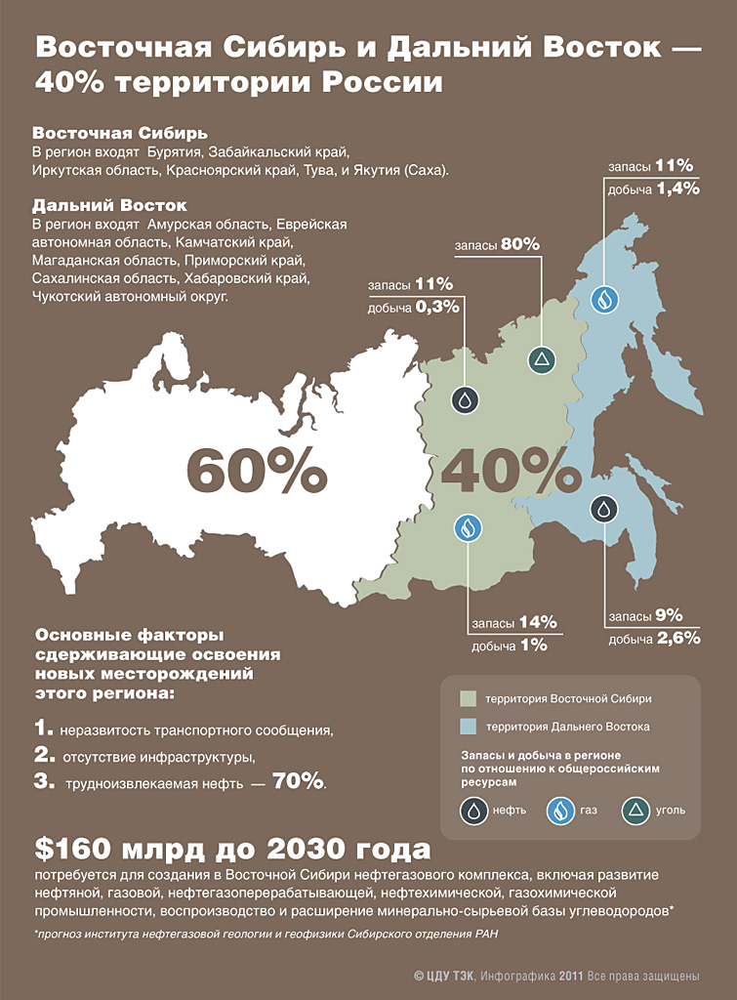 Восточная Сибирь и Дальний Восток —
40% территории России
Восточная Сибирь
В регион входят Бурятия, Забайкальский край,
Иркутская область, Красноярский край, Тува, и Якутия (Саха).
Дальний Восток
В регион входят Амурская область, Еврейская
автономная область, Камчатский край,
Магаданская область, Приморский край,
Сахалинская область, Хабаровский край,
Чукотский автономный округ.
запасы 11%
добыча 1,4%
запасы 80%
запасы 11%
добыча 0,3%
60%
40%
запасы 14%
добыча 1%
запасы 9%
добыча 2,6%
Основные факторы
сдерживающие освоения
новых месторождений
этого региона:
1. неразвитость транспортного сообщения,
2. отсутствие инфраструктуры,
3. трудноизвлекаемая нефть — 70%.
территория Восточной Сибири
территория Дальнего Востока
Запасы и добыча в регионе
по отношению к общероссийским
ресурсам
нефть
газ
уголь
$160 млрд до 2030 года
потребуется для создания в Восточной Сибири нефтегазового комплекса, включая развитие
нефтяной, газовой, нефтегазоперерабатывающей, нефтехимической, газохимической
промышленности, воспроизводство и расширение минерально-сырьевой базы углеводородов*
*прогноз института нефтегазовой геологии и геофизики Сибирского отделения РАН
© ЦДУ ТЭК, Инфографика 2011 Все права защищены